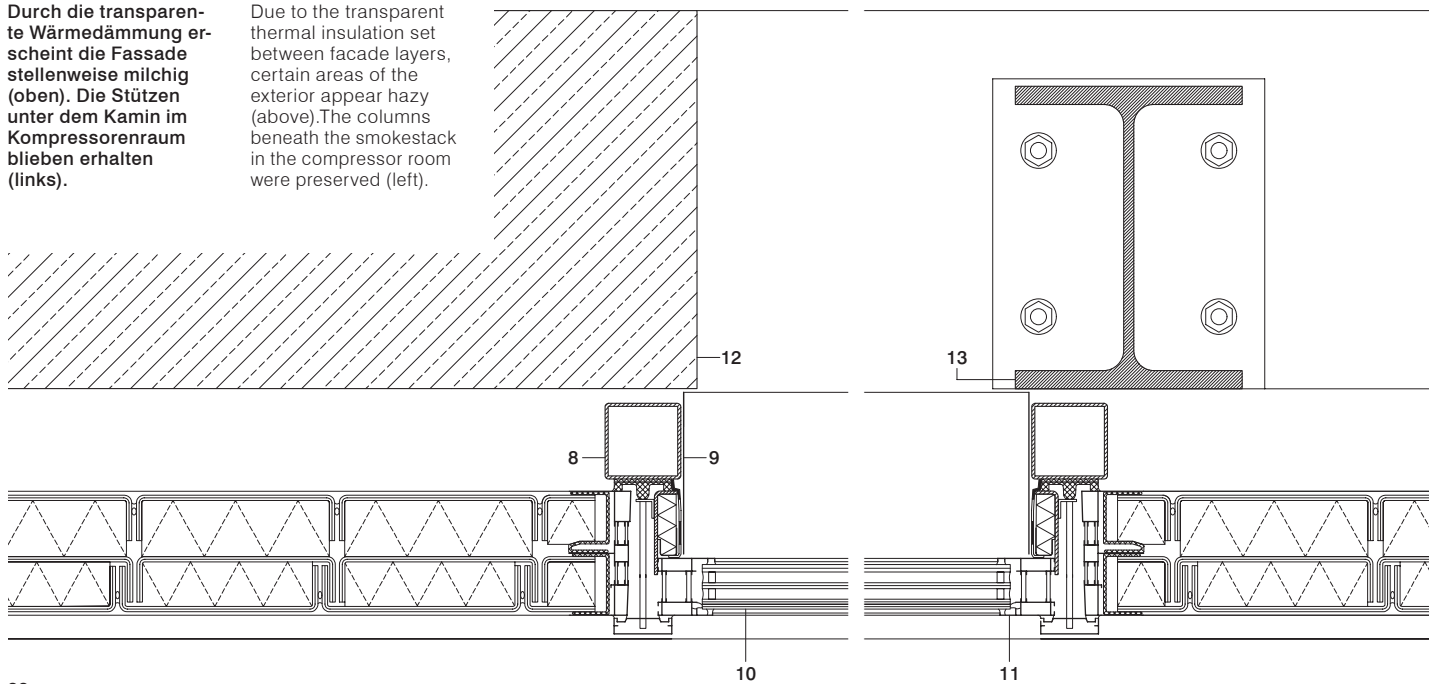 Durch die transparen-
te Wärmedämmung er-
scheint die Fassade
stellenweise milchig
(oben). Die Stützen
unter dem Kamin im
Kompressorenraum
blieben erhalten
(links).
Due to the transparent
thermal insulation set
between facade layers,
certain areas of the
exterior appear hazy
(above).The columns
beneath the smokestack
in the compressor room
were preserved (left).
12
13
8
9
10
11